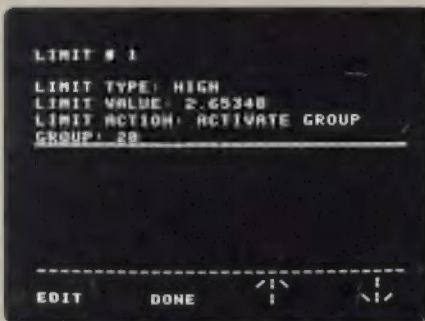 LIMIT # 1
LIMIT TYPE: HIGH
LIMIT VALUE: 2.65340
LIMIT ACTION: ACTIVATE GROUP
GROUP: 20
EDIT DONE